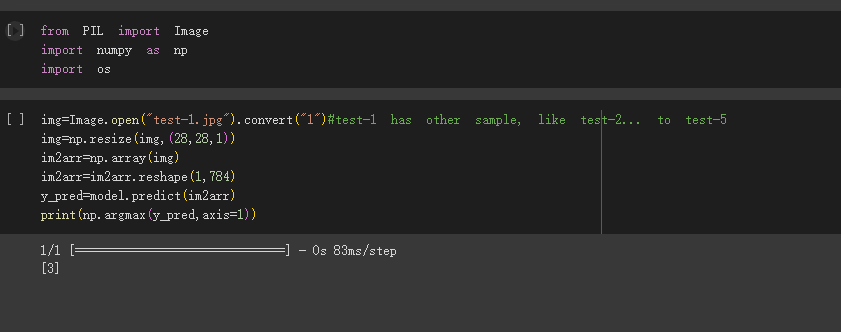 [ ] from PIL import Image
import numpy as np
import os
[ ] img=Image.open("test-1.jpg").convert("1")#test-1 has other sample, like test-2... to test-5
img=np.resize(img,(28,28,1))
im2arr=np.array(img)
im2arr=im2arr.reshape(1,784)
y_pred=model.predict(im2arr)
print(np.argmax(y_pred,axis=1))
1/1 [==============================] - 0s 83ms/step
[3]